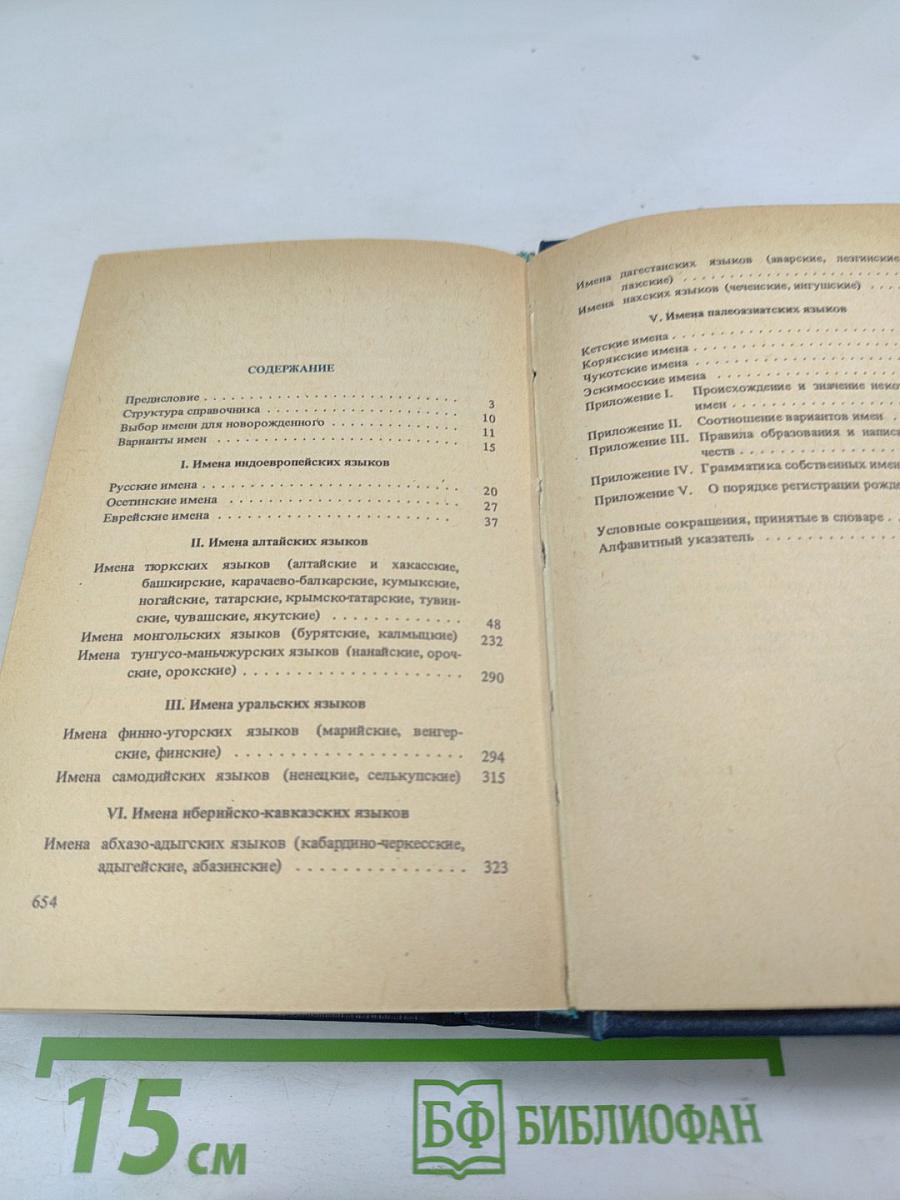 СОДЕРЖАНИЕ
Предисловие . . . . . . . . . . . . . . . . . . . . . . . . . . . 3
Структура справочника . . . . . . . . . . . . . . . . . . . . 10
Выбор имени для новорожденного . . . . . . . . . . . . . 11
Варианты имен . . . . . . . . . . . . . . . . . . . . . . . . . 15
I. Имена индоевропейских языков
Русские имена . . . . . . . . . . . . . . . . . . . . . . . . . 20
Осетинские имена . . . . . . . . . . . . . . . . . . . . . . 27
Еврейские имена . . . . . . . . . . . . . . . . . . . . . . . 37
II. Имена алтайских языков
Имена тюркских языков (алтайские и хакасские,
башкирские, карачаево-балкарские, кумыкские,
ногайские, татарские, крымско-татарские, тувин-
ские, чувашские, якутские) . . . . . . . . . . . . . 48
Имена монгольских языков (бурятские, калмыцкие) 232
Имена тунгусо-маньчжурских языков (нанайские, ороч-
ские, орокские) . . . . . . . . . . . . . . . . . . . . . . 290
III. Имена уральских языков
Имена финно-угорских языков (марийские, венгер-
ские, финские) . . . . . . . . . . . . . . . . . . . . . 294
Имена самодийских языков (ненецкие, селькупские) 315
VI. Имена иберийско-кавказских языков
Имена абхазо-адыгских языков (кабардино-черкесские,
адыгейские, абазинские) . . . . . . . . . . . . . . . 323
654
Имена дагестанских языков (аварские, лезгинские,
лакские) . . . . . . . . . . . . . . . . . . . .
Имена нахских языков (чеченские, ингушские) . . . .
V. Имена палеоазиатских языков
Кетские имена . . . . . . . . . . . . . . . . . . . .
Корякские имена . . . . . . . . . . . . . . . . . .
Чукотские имена . . . . . . . . . . . . . . . . . .
Эскимосские имена . . . . . . . . . . . . . . . .
Приложение I. Происхождение и значение неко
имен . . . . . . . . . . . . . . .
Приложение II. Соотношение вариантов имен .
Приложение III. Правила образования и написа
честв . . . . . . . . . . . . . .
Приложение IV. Грамматика собственных имен
Приложение V. О порядке регистрации рожде
Условные сокращения, принятые в словаре . .
Алфавитный указатель . . . . . . . . . . . .
15 см
БФ БИБЛИОФАН